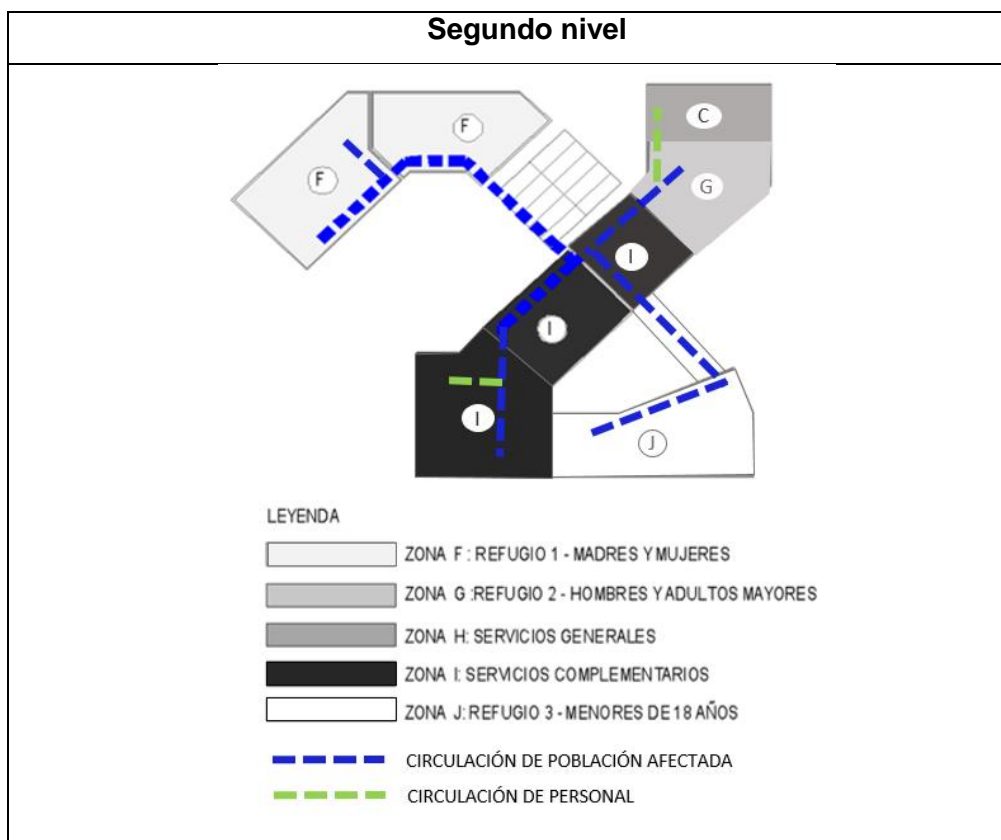 Segundo nivel
C
F
F
G
I
I
I
J
LEYENDA
ZONA F : REFUGIO 1 - MADRES Y MUJERES
ZONA G :REFUGIO 2 - HOMBRES Y ADULTOS MAYORES
ZONA H: SERVICIOS GENERALES
ZONA I: SERVICIOS COMPLEMENTARIOS
ZONA J: REFUGIO 3 - MENORES DE 18 AÑOS
CIRCULACIÓN DE POBLACIÓN AFECTADA
CIRCULACIÓN DE PERSONAL